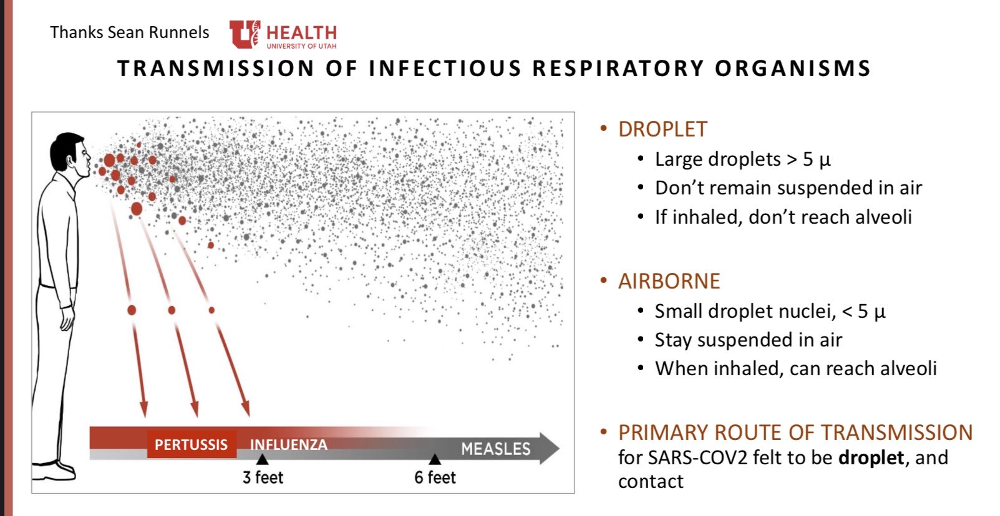 Thanks Sean Runnels
U HEALTH
UNIVERSITY OF UTAH
TRANSMISSION OF INFECTIOUS RESPIRATORY ORGANISMS
PERTUSSIS INFLUENZA MEASLES
3 feet 6 feet
• DROPLET
• Large droplets > 5 μ
• Don’t remain suspended in air
• If inhaled, don’t reach alveoli
• AIRBORNE
• Small droplet nuclei, < 5 μ
• Stay suspended in air
• When inhaled, can reach alveoli
• PRIMARY ROUTE OF TRANSMISSION
for SARS-COV2 felt to be droplet, and
contact